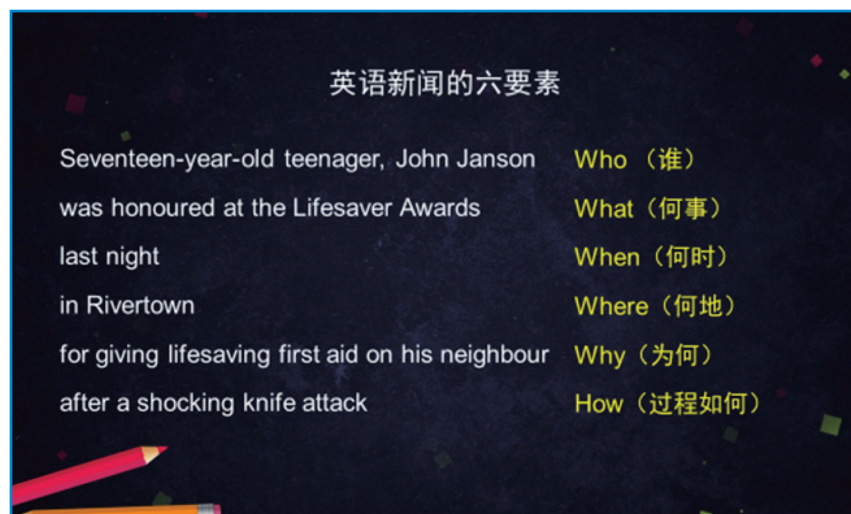 英语新闻的六要素
Seventeen-year-old teenager, John Janson Who （谁）
was honoured at the Lifesaver Awards What（何事）
last night When（何时）
in Rivertown Where（何地）
for giving lifesaving first aid on his neighbour Why（为何）
after a shocking knife attack How（过程如何）